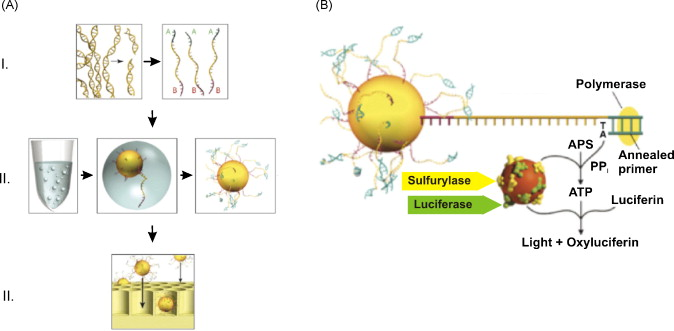 (A)
I.
A A A
B B B
II.
II.
(B)
Polymerase
A
Annealed
primer
APS
PPi
Sulfurylase
ATP
Luciferin
Luciferase
Light + Oxyluciferin